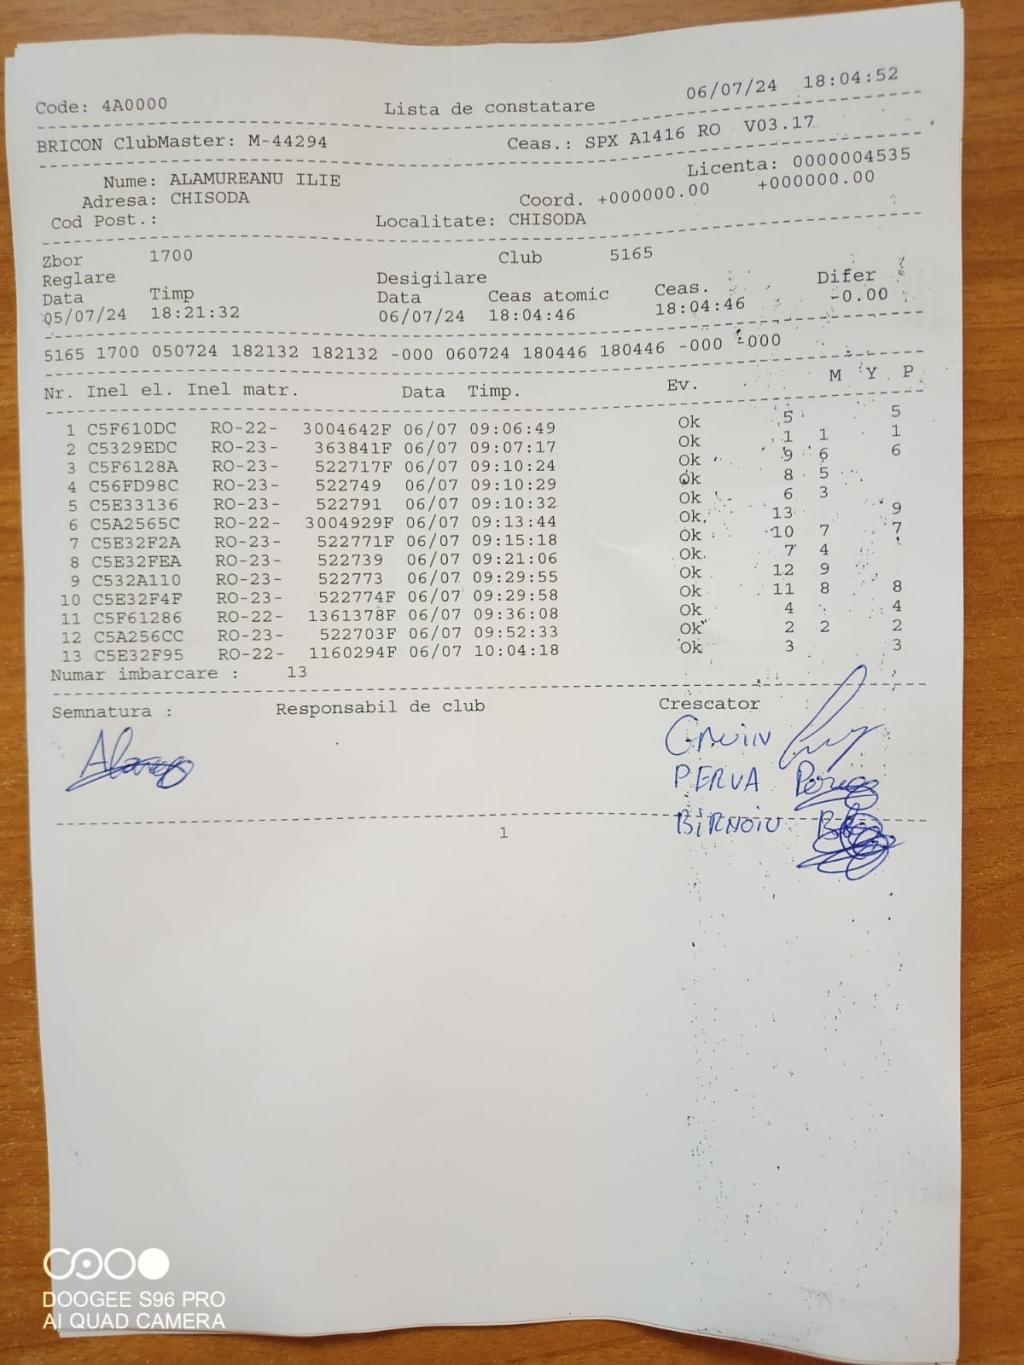 Code: 4A0000 Lista de constatare 06/07/24 18:04:52
BRICON ClubMaster: M-44294 Ceas.: SPX A1416 RO V03.17
Nume: ALAMUREANU ILIE Licenta: 0000004535
Adresa: CHISODA Coord. +000000.00 +000000.00
Cod Post.: Localitate: CHISODA
Zbor 1700 Club 5165
Reglare Desigilare
Data Timp Data Ceas atomic Ceas. Difer
05/07/24 18:21:32 06/07/24 18:04:46 18:04:46 -0.00
5165 1700 050724 182132 182132 -000 060724 180446 180446 -000 -000
Nr. Inel el. Inel matr. Data Timp. Ev. M Y P
1 C5F610DC RO-22- 3004642F 06/07 09:06:49 Ok 5 5
2 C5329EDC RO-23- 363841F 06/07 09:07:17 Ok 1 1 1
3 C5F6128A RO-23- 522717F 06/07 09:10:24 Ok 9 6 6
4 C56FD98C RO-23- 522749 06/07 09:10:29 Ok 8 5
5 C5E33136 RO-23- 522791 06/07 09:10:32 Ok 6 3
6 C5A2565C RO-22- 3004929F 06/07 09:13:44 Ok 13 9
7 C5E32F2A RO-23- 522771F 06/07 09:15:18 Ok 10 7 7
8 C5E32FEA RO-23- 522739 06/07 09:21:06 Ok 7 4
9 C532A110 RO-23- 522773 06/07 09:29:55 Ok 12 9
10 C5E32F4F RO-23- 522774F 06/07 09:29:58 Ok 11 8 8
11 C5F61286 RO-22- 1361378F 06/07 09:36:08 Ok 4 4
12 C5A256CC RO-23- 522703F 06/07 09:52:33 Ok 2 2 2
13 C5E32F95 RO-22- 1160294F 06/07 10:04:18 Ok 3 3
Numar imbarcare : 13
Semnatura : Responsabil de club Crescator
PERVA
BIRNOIU
1
DOOGEE S96 PRO
AI QUAD CAMERA